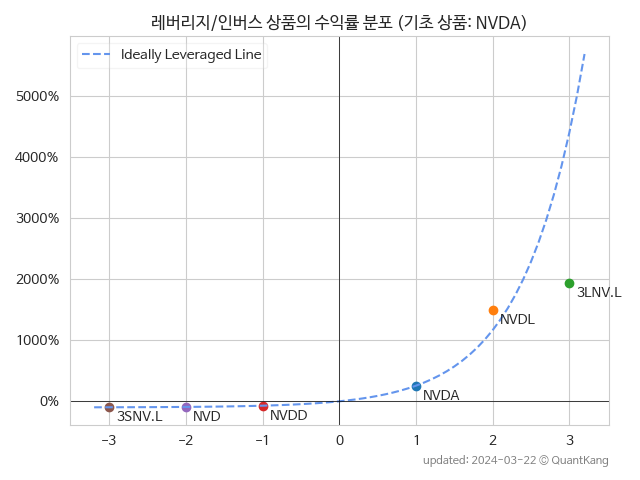 레버리지/인버스 상품의 수익률 분포 (기초 상품: NVDA)
Ideally Leveraged Line
5000%
4000%
3000%
2000%
1000%
0%
3LNV.L
NVDL
NVDA
3SNV.L
NVD
NVDD
−3
−2
−1
0
1
2
3
updated: 2024-03-22 © QuantKang